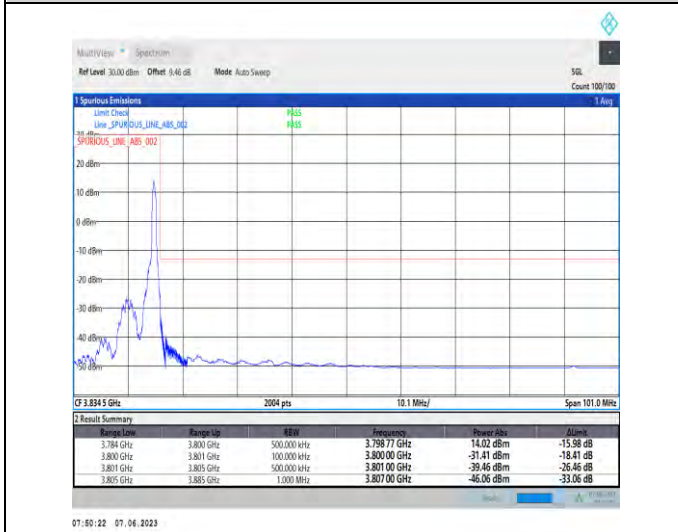 MultiView Spectrum
Ref Level 30.00 dBm Offset 9.46 dB Mode Auto Sweep SGL
Count 100/100
1 Spurious Emissions 1 Avg
Limit Check PASS
Line _SPURIOUS_LINE_ABS_002 PASS
_SPURIOUS_LINE_ABS_002
20 dBm
10 dBm
0 dBm
-10 dBm
-20 dBm
-30 dBm
-40 dBm
-50 dBm
CF 3.834 5 GHz 2004 pts 10.1 MHz/ Span 101.0 MHz
2 Result Summary
Range Low Range Up RBW Frequency Power Abs ΔLimit
3.784 GHz 3.800 GHz 500.000 kHz 3.798 77 GHz 14.02 dBm -15.98 dB
3.800 GHz 3.801 GHz 100.000 kHz 3.800 00 GHz -31.41 dBm -18.41 dB
3.801 GHz 3.805 GHz 500.000 kHz 3.801 00 GHz -39.46 dBm -26.46 dB
3.805 GHz 3.885 GHz 1.000 MHz 3.807 00 GHz -46.06 dBm -33.06 dB
07:50:22 07.06.2023